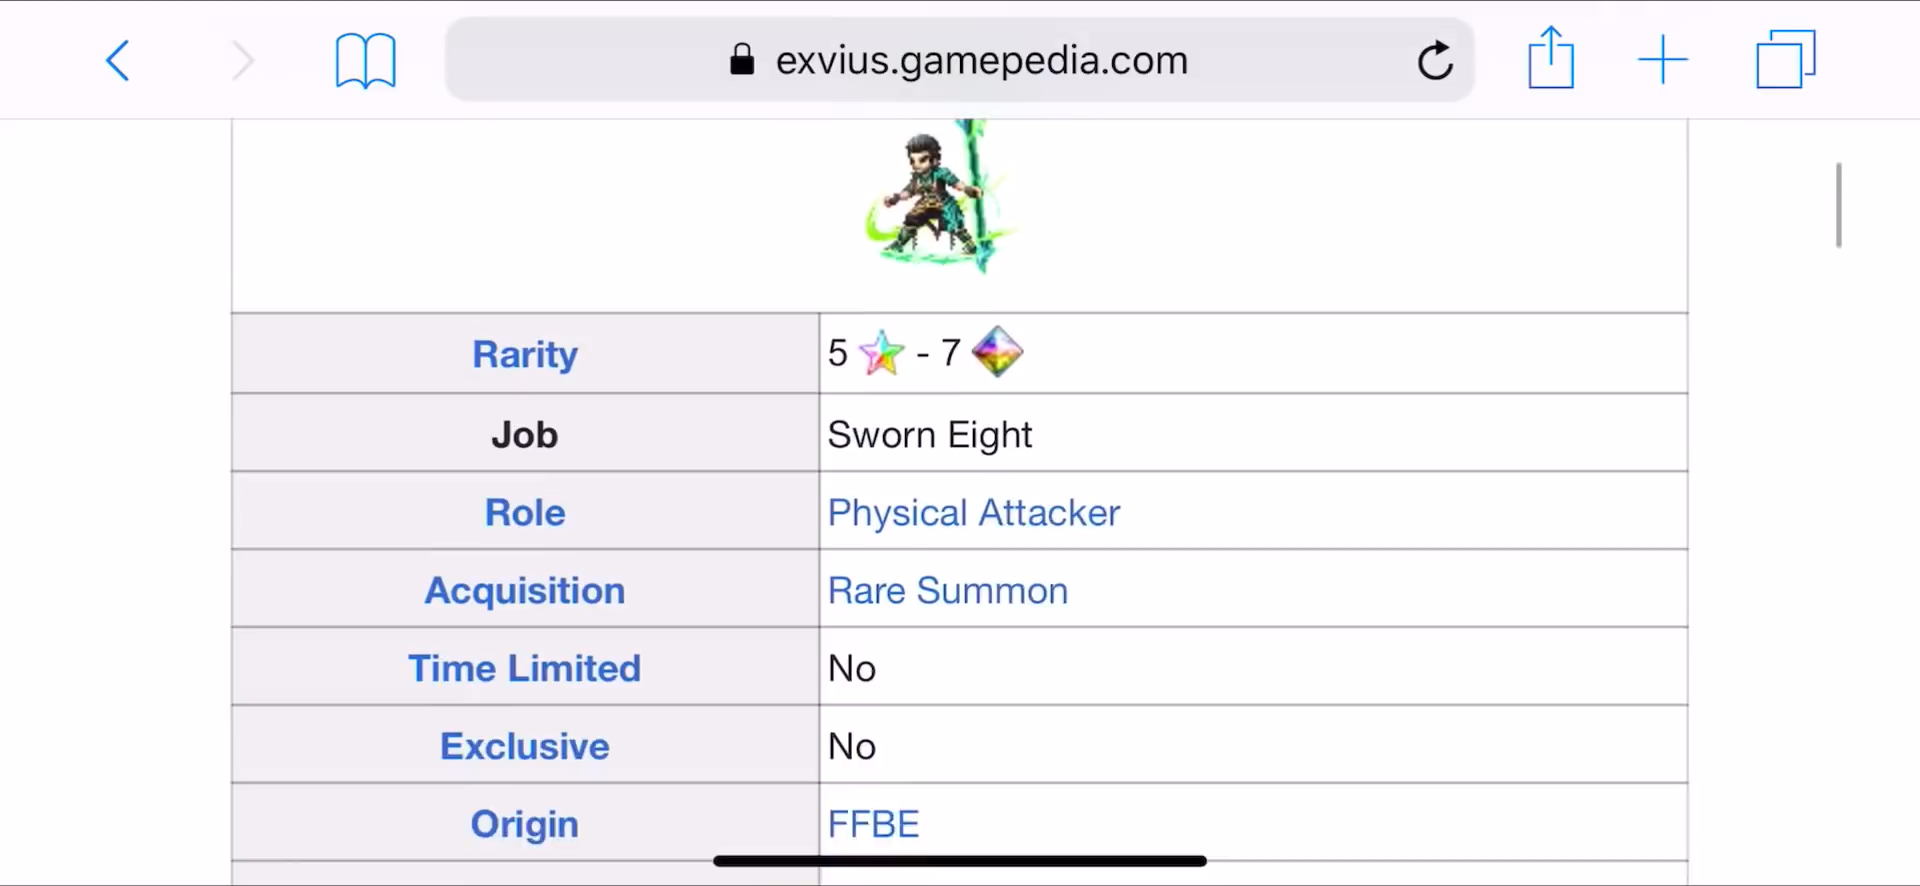 exvius.gamepedia.com
Rarity 5 - 7
Job Sworn Eight
Role Physical Attacker
Acquisition Rare Summon
Time Limited No
Exclusive No
Origin FFBE